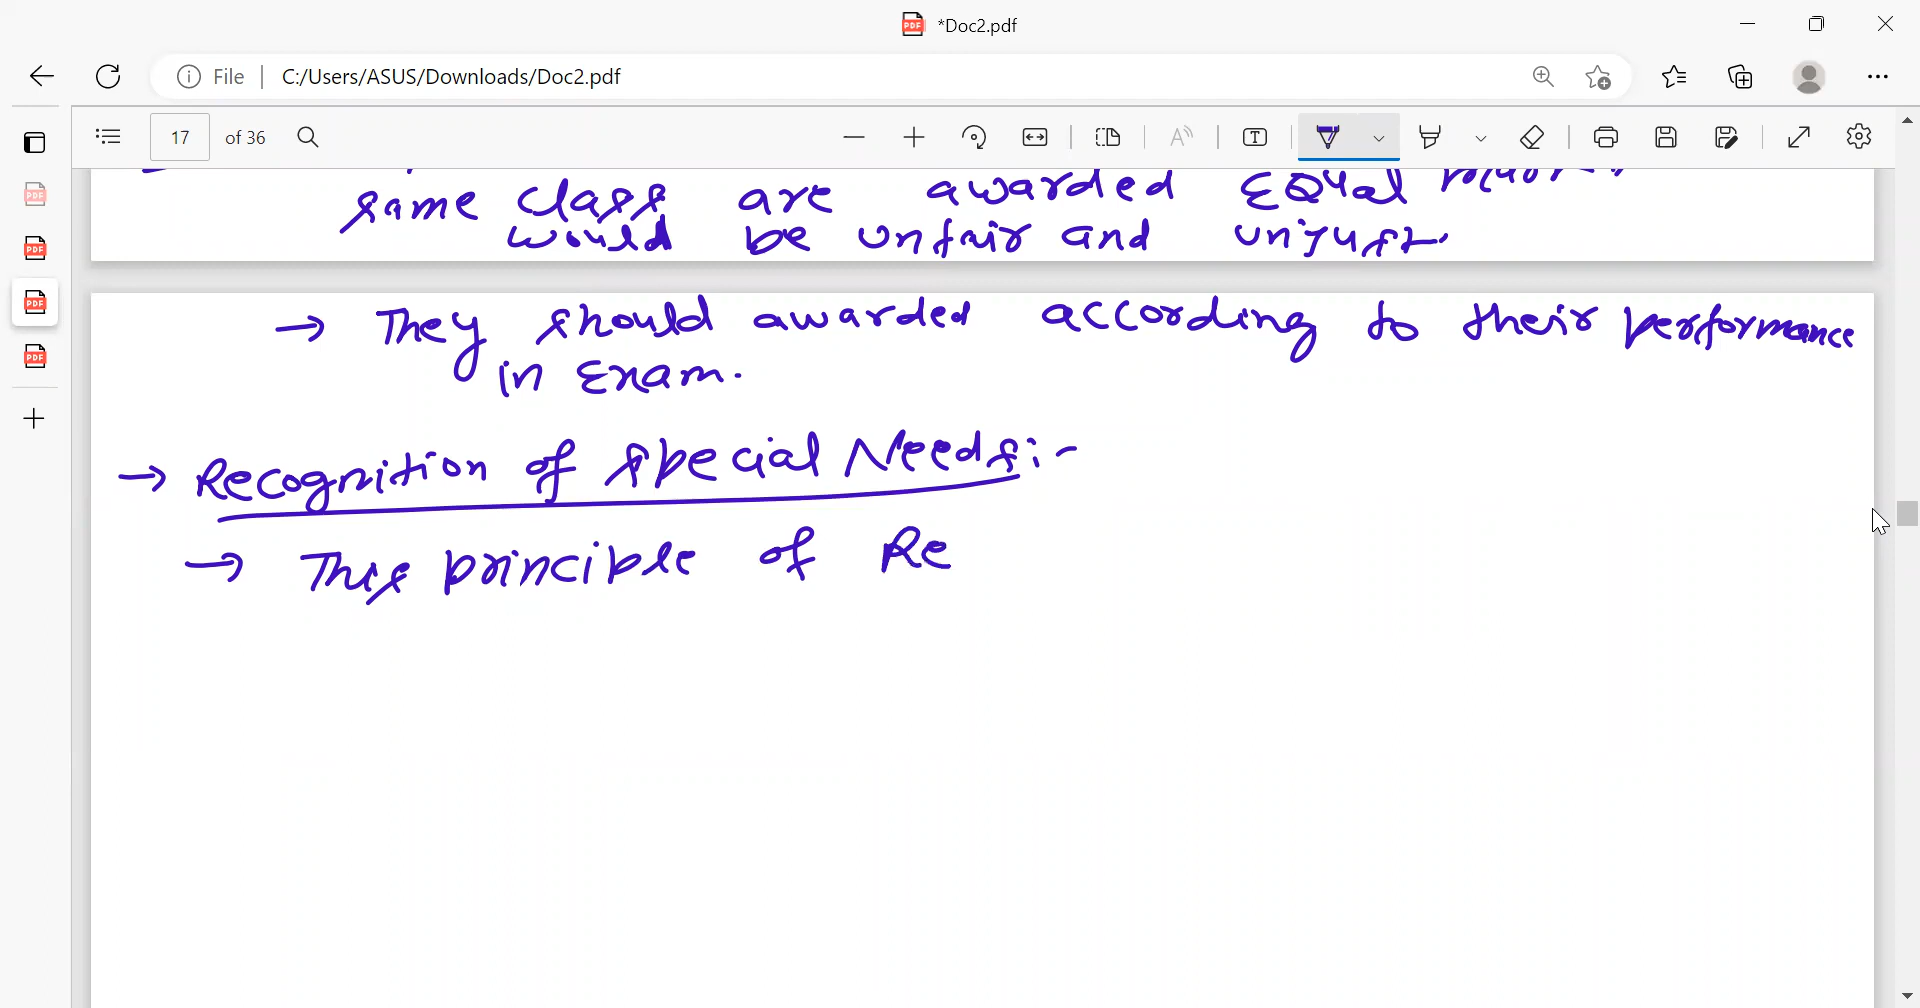 *Doc2.pdf
File C:/Users/ASUS/Downloads/Doc2.pdf
17 of 36
same class are awarded Equal
would be unfair and unjust.
→ They should awarded according to their performance
in Exam.
→ Recognition of special Needs:-
→ This principle of Re